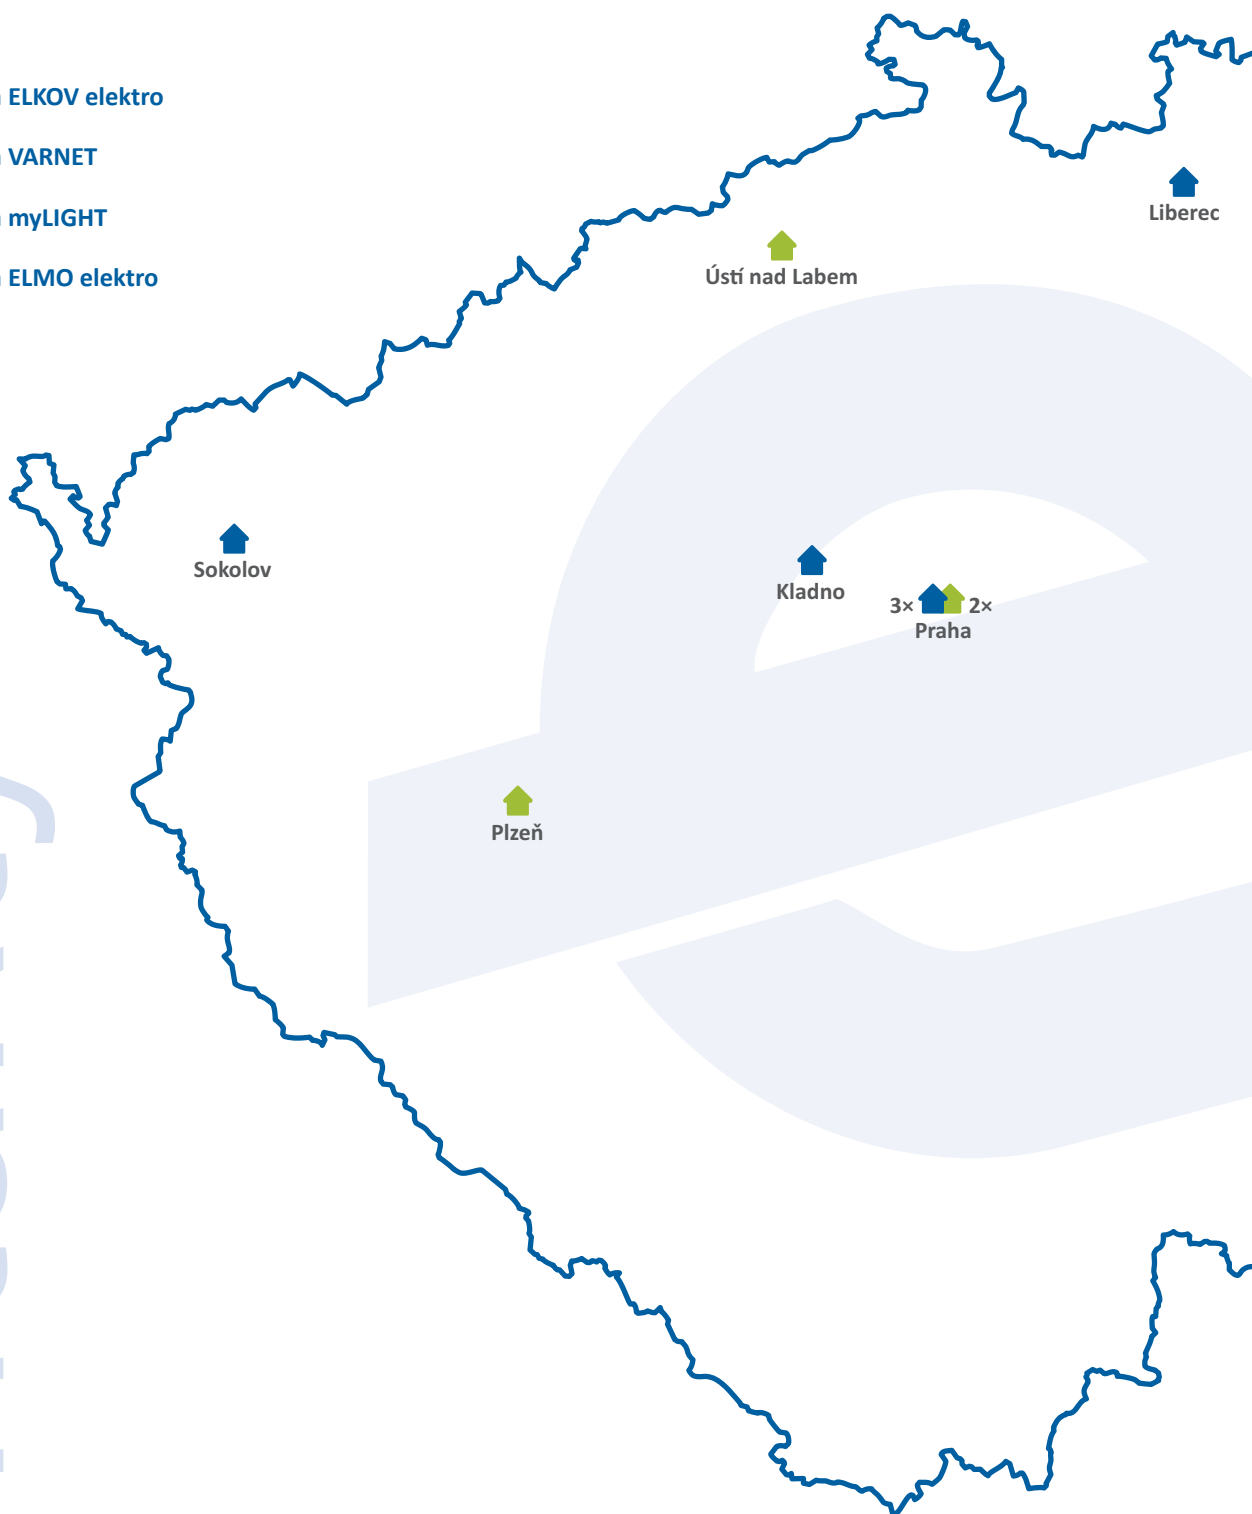 ELKOV elektro
VARNET
myLIGHT
ELMO elektro
Liberec
Ústí nad Labem
Sokolov
Kladno
3× 2×
Praha
Plzeň